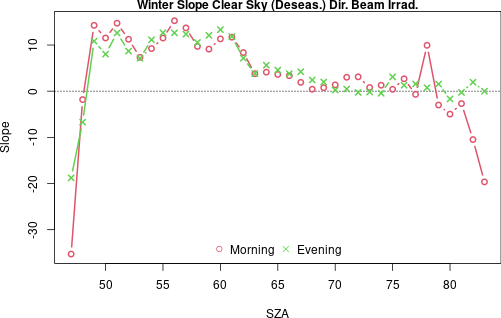 Winter Slope Clear Sky (Deseas.) Dir. Beam Irrad.
10
0
-10
-20
-30
Slope
Morning Evening
50 55 60 65 70 75 80
SZA